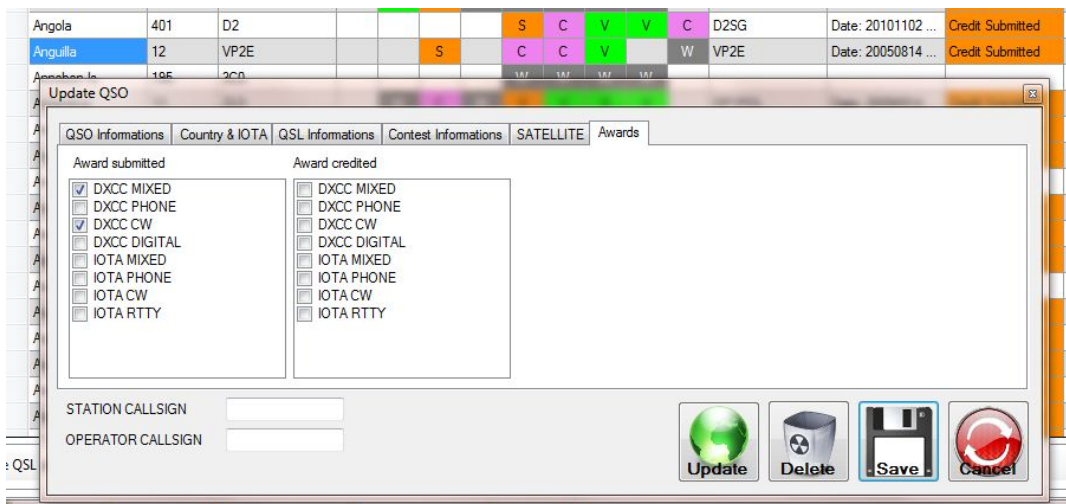 Angola 401 D2 S C V V C D2SG Date: 20101102 ... Credit Submitted
Anguilla 12 VP2E S C C V W VP2E Date: 20050814 ... Credit Submitted
195 3C0 W W W W
Update QSO
QSO Informations Country & IOTA QSL Informations Contest Informations SATELLITE Awards
Award submitted Award credited
DXCC MIXED DXCC MIXED
DXCC PHONE DXCC PHONE
DXCC CW DXCC CW
DXCC DIGITAL DXCC DIGITAL
IOTA MIXED IOTA MIXED
IOTA PHONE IOTA PHONE
IOTA CW IOTA CW
IOTA RTTY IOTA RTTY
STATION CALLSIGN
OPERATOR CALLSIGN
QSL
Update Delete Save Cancel